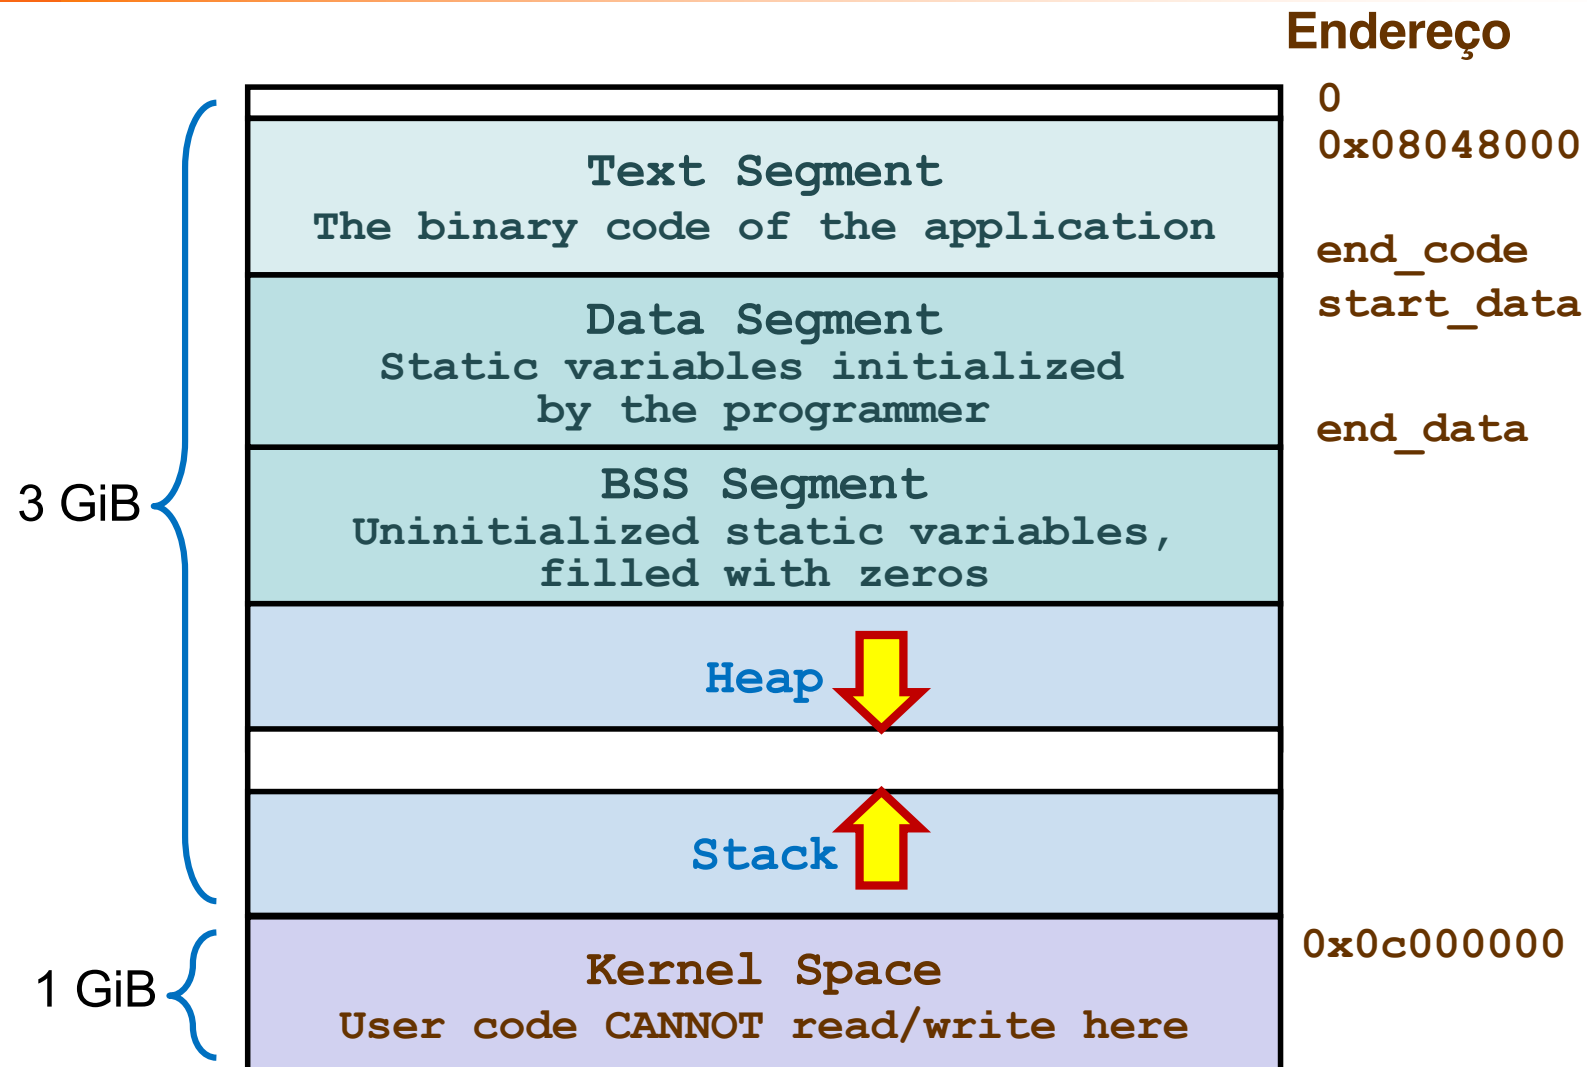 Endereço
0
0x08048000
Text Segment
The binary code of the application
end_code
start_data
Data Segment
Static variables initialized
by the programmer
end_data
3 GiB
BSS Segment
Uninitialized static variables,
filled with zeros
Heap
Stack
0x0c000000
1 GiB
Kernel Space
User code CANNOT read/write here